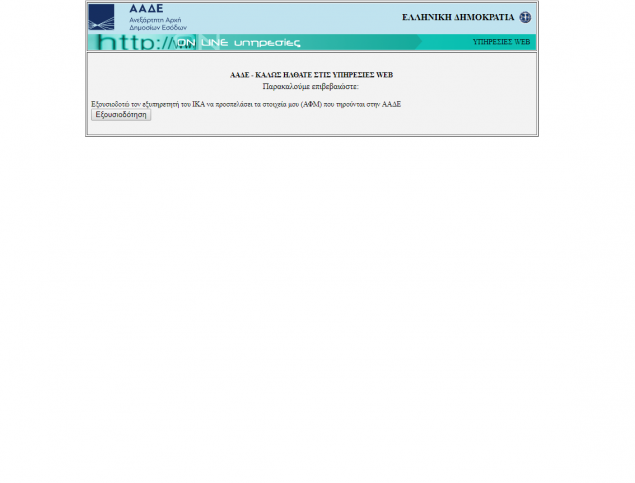 ΑΑΔΕ
Ανεξάρτητη Αρχή
Δημοσίων Εσόδων
ΕΛΛΗΝΙΚΗ ΔΗΜΟΚΡΑΤΙΑ
http://
ON LINE υπηρεσίες
ΥΠΗΡΕΣΙΕΣ WEB
ΑΑΔΕ - ΚΑΛΩΣ ΗΛΘΑΤΕ ΣΤΙΣ ΥΠΗΡΕΣΙΕΣ WEB
Παρακαλούμε επιβεβαιώστε:
Εξουσιοδοτώ τον εξυπηρετητή του ΙΚΑ να προσπελάσει τα στοιχεία μου (ΑΦΜ) που τηρούνται στην ΑΑΔΕ
Εξουσιοδότηση